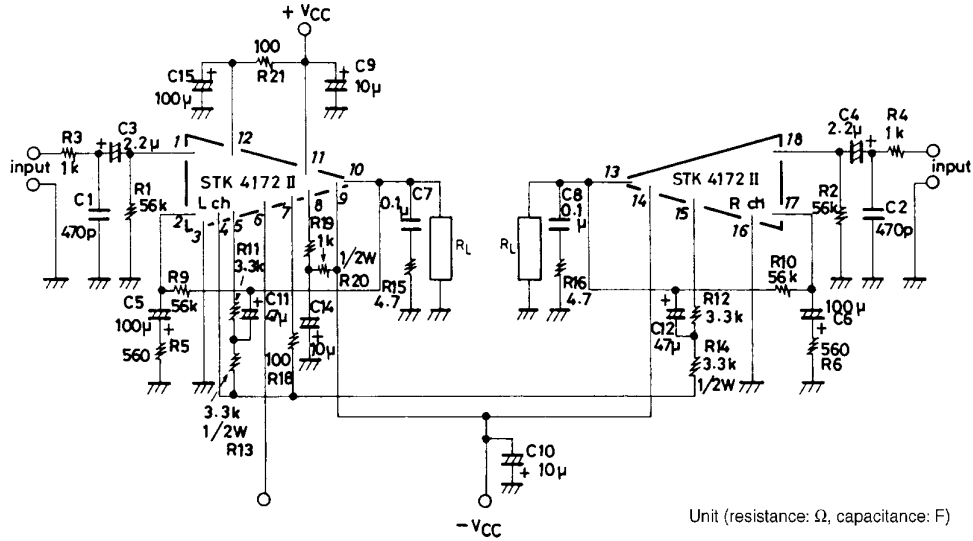 + VCC
100
R21
C15 +
100µ
+ C9
10µ
R3
1k
C3
+
2.2µ
input
1
12
11
10
STK 4172 II
L ch
2
3
4
5
6
7
8
9
C1
470p
R1
56k
R9
56k
C5
100µ
+
R5
560
R11
3.3k
C11
47µ
+
R19
1k
1/2W
R20
C14
+
10µ
100
R18
3.3k
1/2W
R13
C7
0.1µ
R15
4.7
RL
RL
C8
0.1
µ
R16
4.7
13
14
15
16
17
18
STK 4172 II
R ch
C4
2.2µ
+
R4
1k
input
R2
56k
C2
470p
R10
56k
100µ
C6
+
560
R6
+
C12
47µ
R12
3.3k
R14
3.3k
1/2W
C10
+ 10µ
−VCC
Unit (resistance: Ω, capacitance: F)